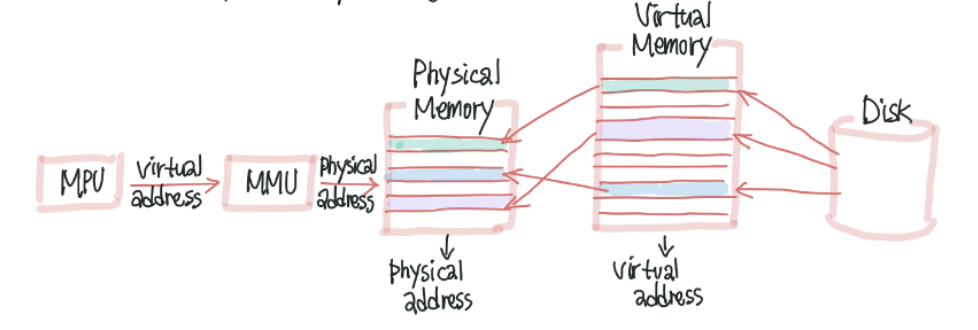 Virtual
Memory
Physical
Memory
Disk
MPU
virtual
address
MMU
physical
address
physical
address
virtual
address